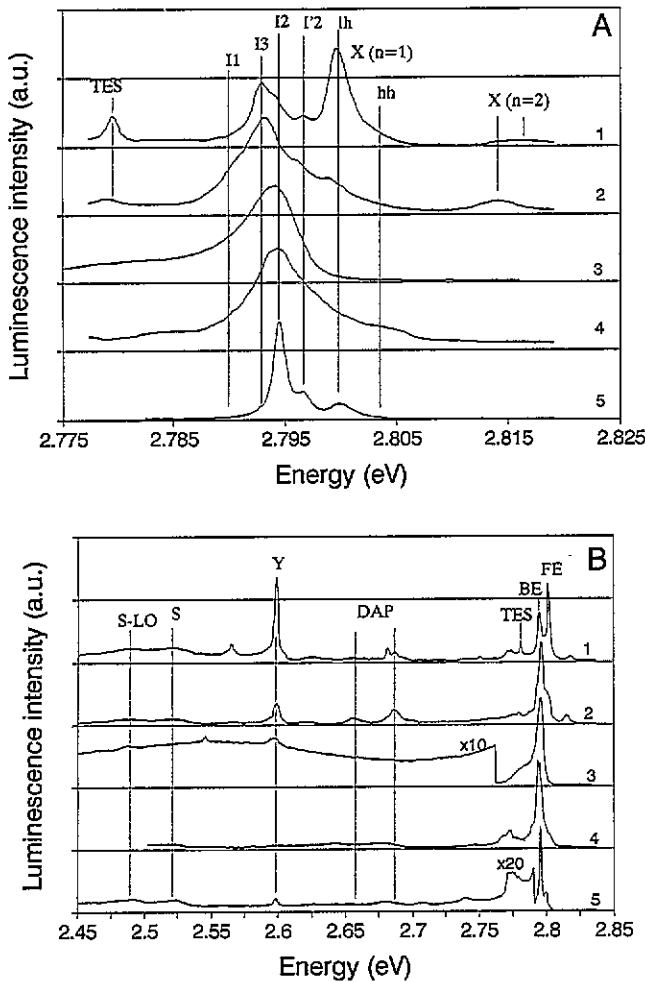 A
I2 I'2 lh
I3
I1
X (n=1)
TES
hh
X (n=2)
1
2
3
4
5
Luminescence intensity (a.u.)
2.775 2.785 2.795 2.805 2.815 2.825
Energy (eV)
B
FE
Y
BE
S-LO S
DAP
TES
1
2
x10
3
4
x20
5
Luminescence intensity (a.u.)
2.45 2.5 2.55 2.6 2.65 2.7 2.75 2.8 2.85
Energy (eV)